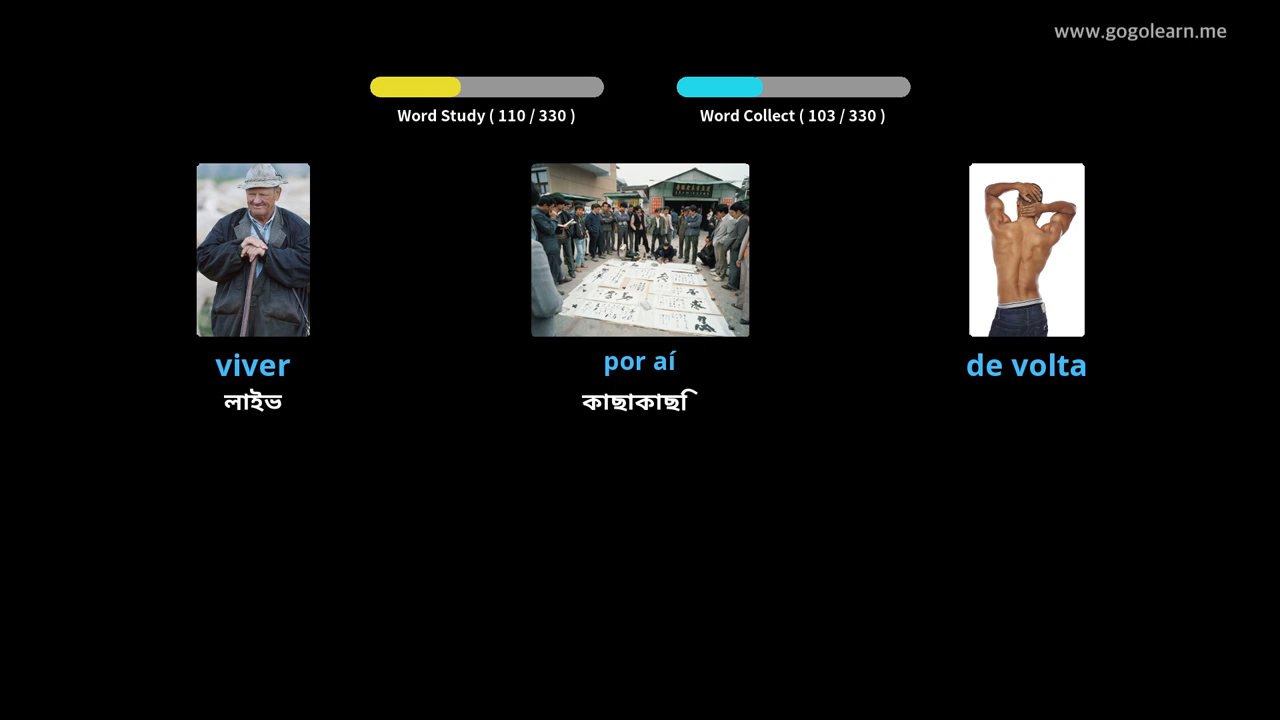 www.gogolearn.me
Word Study ( 110 / 330 )
Word Collect ( 103 / 330 )
viver
por aí
de volta
লাইভ
কাছাকাছি